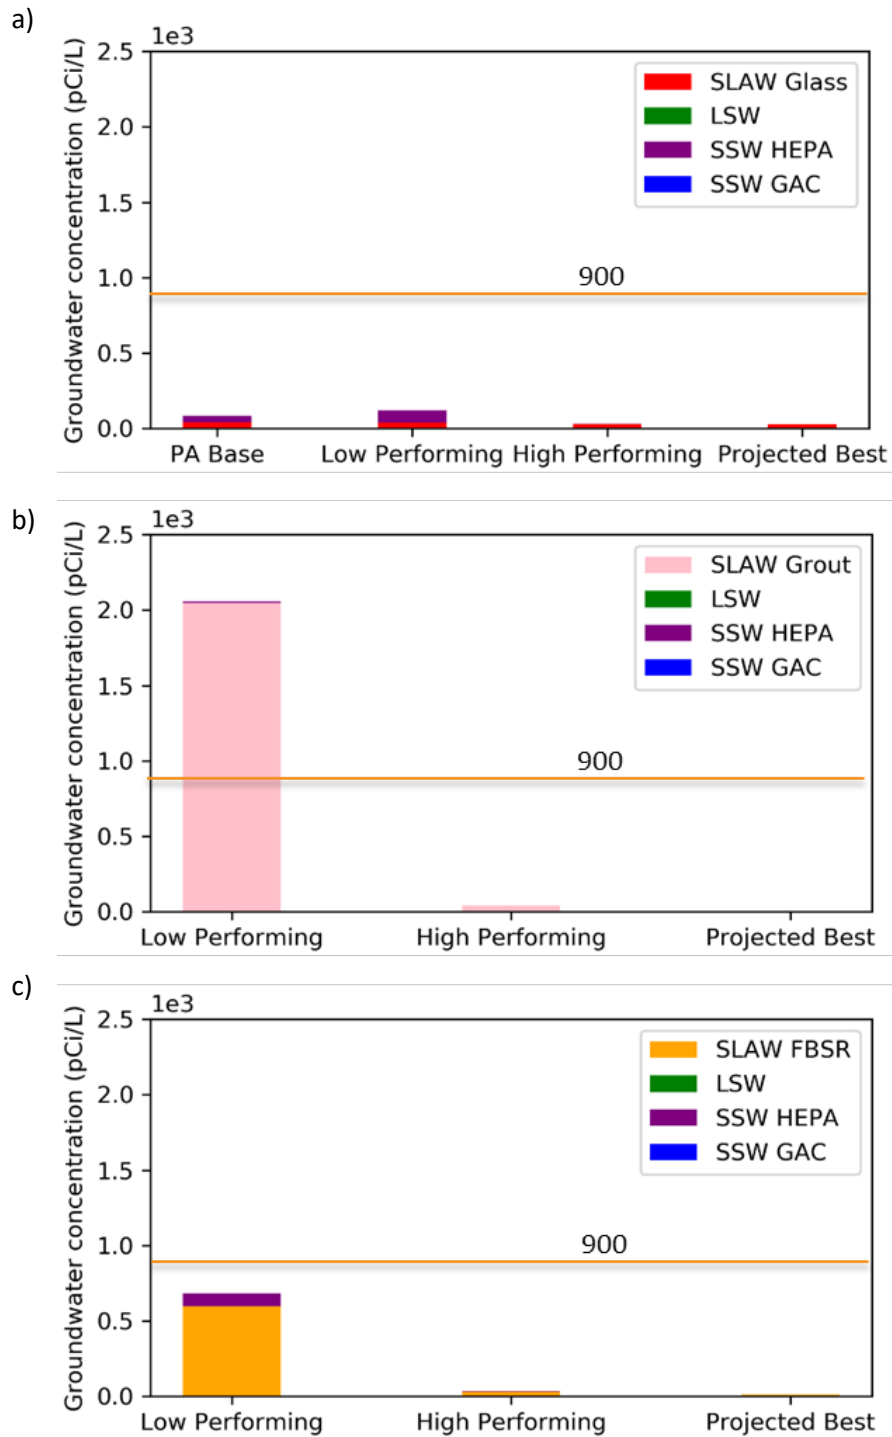 a)
1e3
Groundwater concentration (pCi/L)
2.5
2.0
1.5
1.0
0.5
0.0
SLAW Glass
LSW
SSW HEPA
SSW GAC
900
PA Base Low Performing High Performing Projected Best
b)
1e3
Groundwater concentration (pCi/L)
2.5
2.0
1.5
1.0
0.5
0.0
SLAW Grout
LSW
SSW HEPA
SSW GAC
900
Low Performing High Performing Projected Best
c)
1e3
Groundwater concentration (pCi/L)
2.5
2.0
1.5
1.0
0.5
0.0
SLAW FBSR
LSW
SSW HEPA
SSW GAC
900
Low Performing High Performing Projected Best